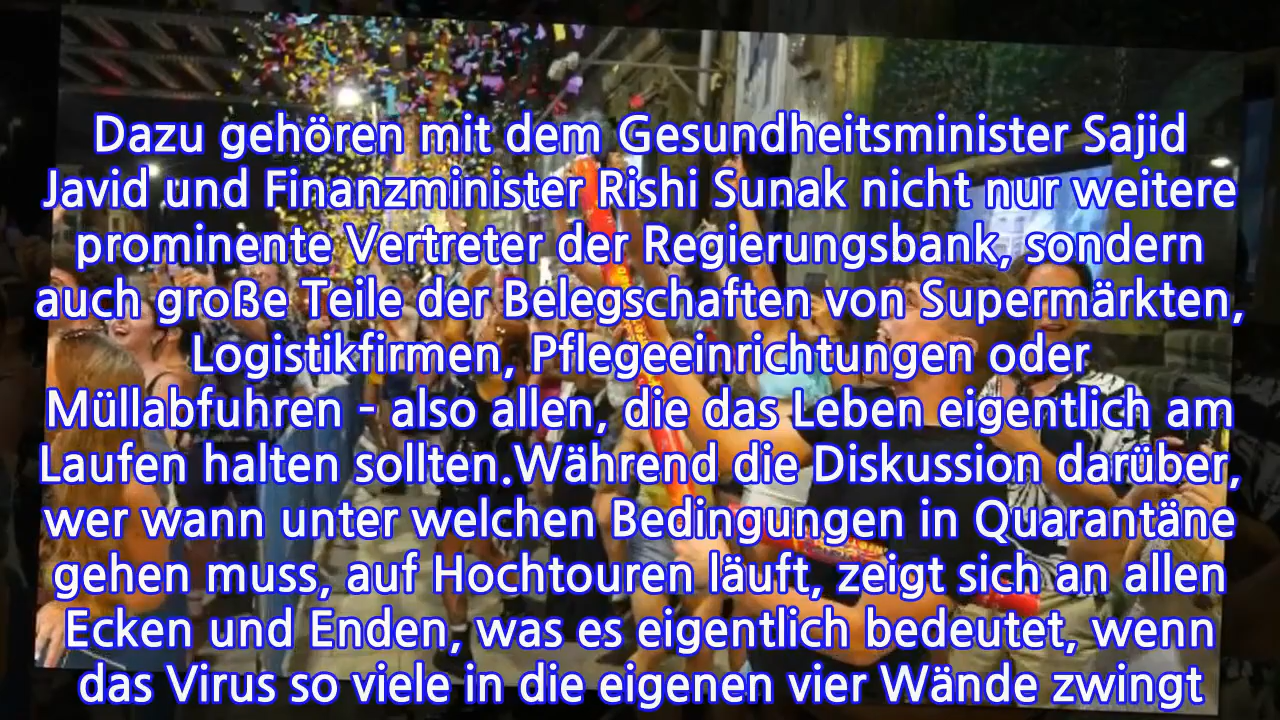 Dazu gehören mit dem Gesundheitsminister Sajid
Javid und Finanzminister Rishi Sunak nicht nur weitere
prominente Vertreter der Regierungsbank, sondern
auch große Teile der Belegschaften von Supermärkten,
Logistikfirmen, Pflegeeinrichtungen oder
Müllabfuhren - also allen, die das Leben eigentlich am
Laufen halten sollten.Während die Diskussion darüber,
wer wann unter welchen Bedingungen in Quarantäne
gehen muss, auf Hochtouren läuft, zeigt sich an allen
Ecken und Enden, was es eigentlich bedeutet, wenn
das Virus so viele in die eigenen vier Wände zwingt